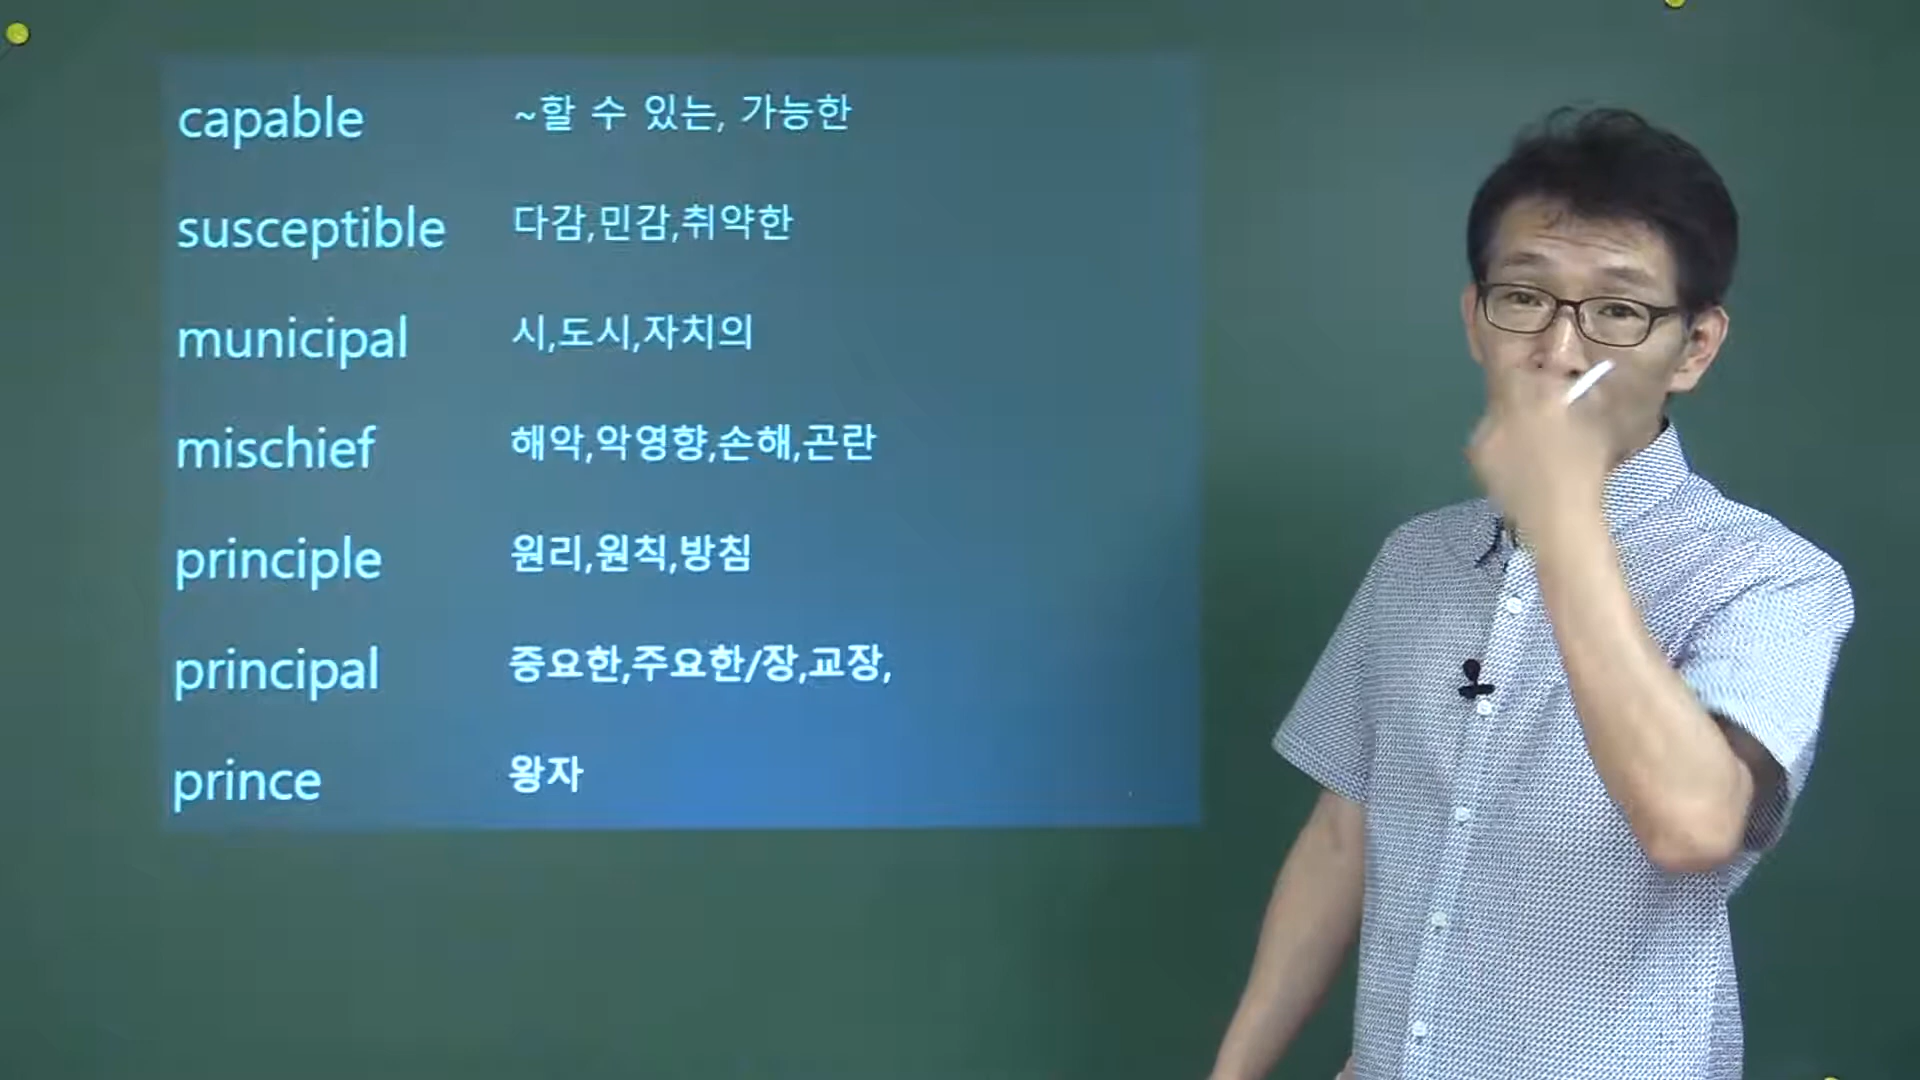 capable ~할 수 있는, 가능한
susceptible 다감,민감,취약한
municipal 시,도시,자치의
mischief 해악,악영향,손해,곤란
principle 원리,원칙,방침
principal 중요한,주요한/장,교장,
prince 왕자